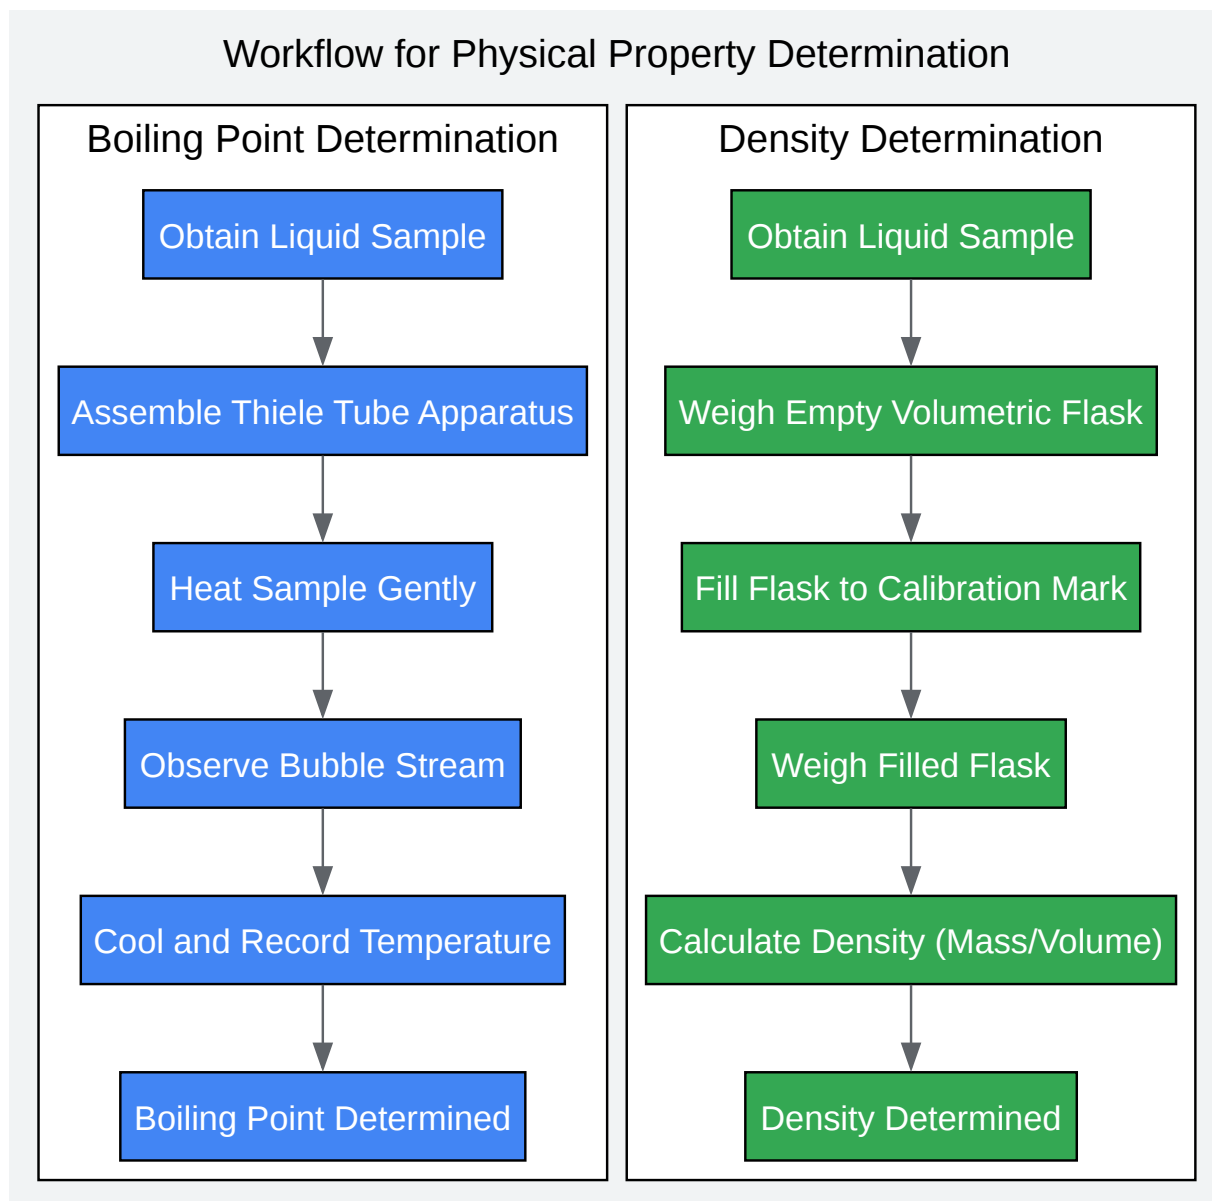 Workflow for Physical Property Determination
Boiling Point Determination
Obtain Liquid Sample
Assemble Thiele Tube Apparatus
Heat Sample Gently
Observe Bubble Stream
Cool and Record Temperature
Boiling Point Determined
Density Determination
Obtain Liquid Sample
Weigh Empty Volumetric Flask
Fill Flask to Calibration Mark
Weigh Filled Flask
Calculate Density (Mass/Volume)
Density Determined